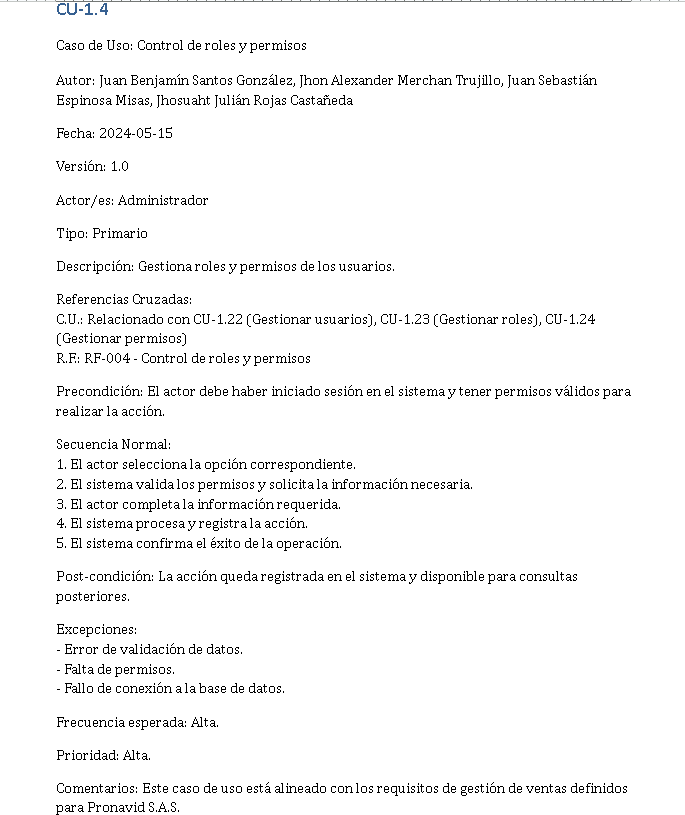 CU-1.4
Caso de Uso: Control de roles y permisos
Autor: Juan Benjamín Santos González, Jhon Alexander Merchan Trujillo, Juan Sebastián
Espinosa Misas, Jhosuaht Julián Rojas Castañeda
Fecha: 2024-05-15
Versión: 1.0
Actor/es: Administrador
Tipo: Primario
Descripción: Gestiona roles y permisos de los usuarios.
Referencias Cruzadas:
C.U.: Relacionado con CU-1.22 (Gestionar usuarios), CU-1.23 (Gestionar roles), CU-1.24
(Gestionar permisos)
R.F.: RF-004 - Control de roles y permisos
Precondición: El actor debe haber iniciado sesión en el sistema y tener permisos válidos para
realizar la acción.
Secuencia Normal:
1. El actor selecciona la opción correspondiente.
2. El sistema valida los permisos y solicita la información necesaria.
3. El actor completa la información requerida.
4. El sistema procesa y registra la acción.
5. El sistema confirma el éxito de la operación.
Post-condición: La acción queda registrada en el sistema y disponible para consultas
posteriores.
Excepciones:
- Error de validación de datos.
- Falta de permisos.
- Fallo de conexión a la base de datos.
Frecuencia esperada: Alta.
Prioridad: Alta.
Comentarios: Este caso de uso está alineado con los requisitos de gestión de ventas definidos
para Pronavid S.A.S.